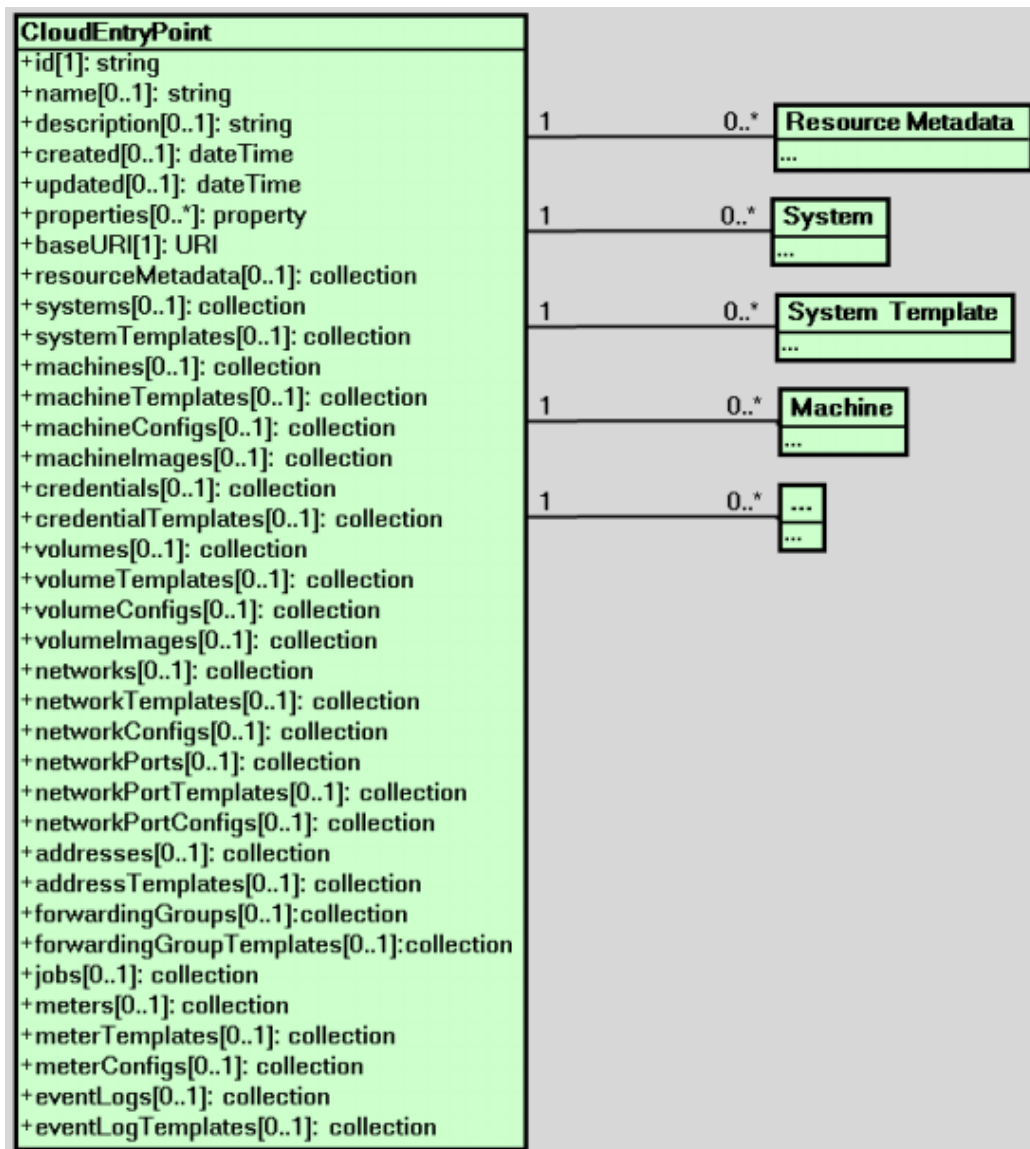 CloudEntryPoint
+id[1]: string
+name[0..1]: string
+description[0..1]: string
+created[0..1]: dateTime
+updated[0..1]: dateTime
+properties[0..*]: property
+baseURI[1]: URI
+resourceMetadata[0..1]: collection
+systems[0..1]: collection
+systemTemplates[0..1]: collection
+machines[0..1]: collection
+machineTemplates[0..1]: collection
+machineConfigs[0..1]: collection
+machineImages[0..1]: collection
+credentials[0..1]: collection
+credentialTemplates[0..1]: collection
+volumes[0..1]: collection
+volumeTemplates[0..1]: collection
+volumeConfigs[0..1]: collection
+volumeImages[0..1]: collection
+networks[0..1]: collection
+networkTemplates[0..1]: collection
+networkConfigs[0..1]: collection
+networkPorts[0..1]: collection
+networkPortTemplates[0..1]: collection
+networkPortConfigs[0..1]: collection
+addresses[0..1]: collection
+addressTemplates[0..1]: collection
+forwardingGroups[0..1]:collection
+forwardingGroupTemplates[0..1]:collection
+jobs[0..1]: collection
+meters[0..1]: collection
+meterTemplates[0..1]: collection
+meterConfigs[0..1]: collection
+eventLogs[0..1]: collection
+eventLogTemplates[0..1]: collection
1 0..* Resource Metadata
...
1 0..* System
...
1 0..* System Template
...
1 0..* Machine
...
1 0..* ...
...